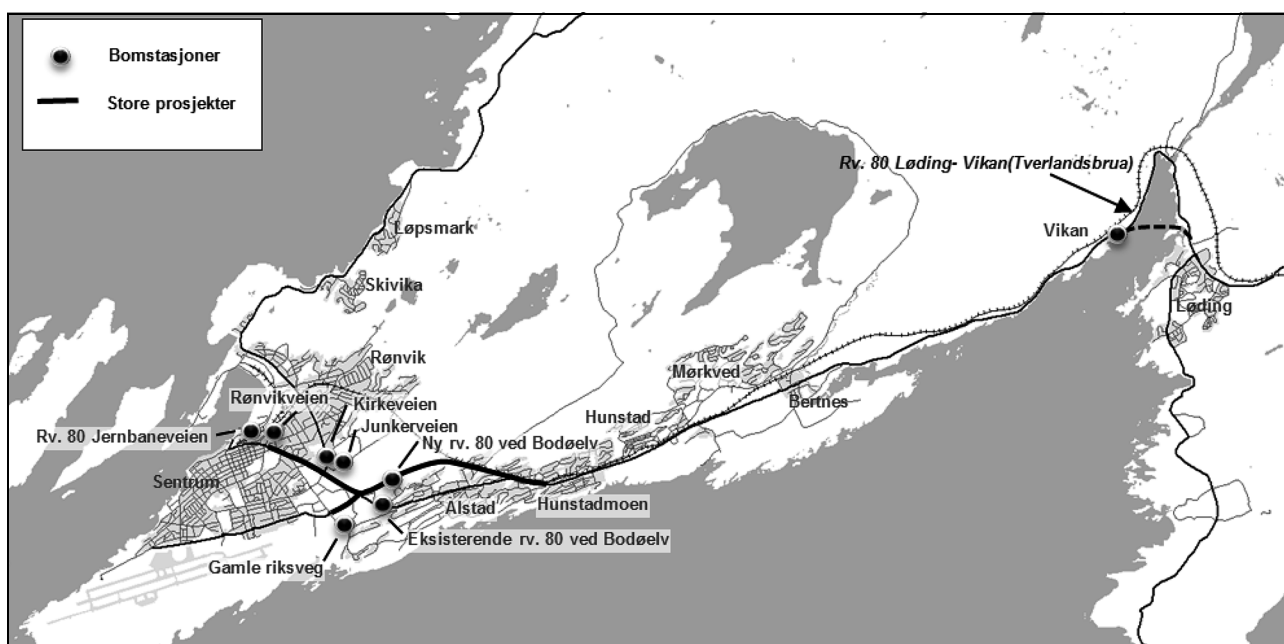 Bomstasjoner
Store prosjekter
Rv. 80 Løding- Vikan(Tverlandsbrua)
Løpsmark
Vikan
Skivika
Løding
Rønvik
Mørkved
Rønvikveien
Kirkeveien
Bertnes
Hunstad
Rv. 80 Jernbaneveien
Junkerveien
Ny rv. 80 ved Bodøelv
Sentrum
Alstad
Hunstadmoen
Eksisterende rv. 80 ved Bodøelv
Gamle riksveg